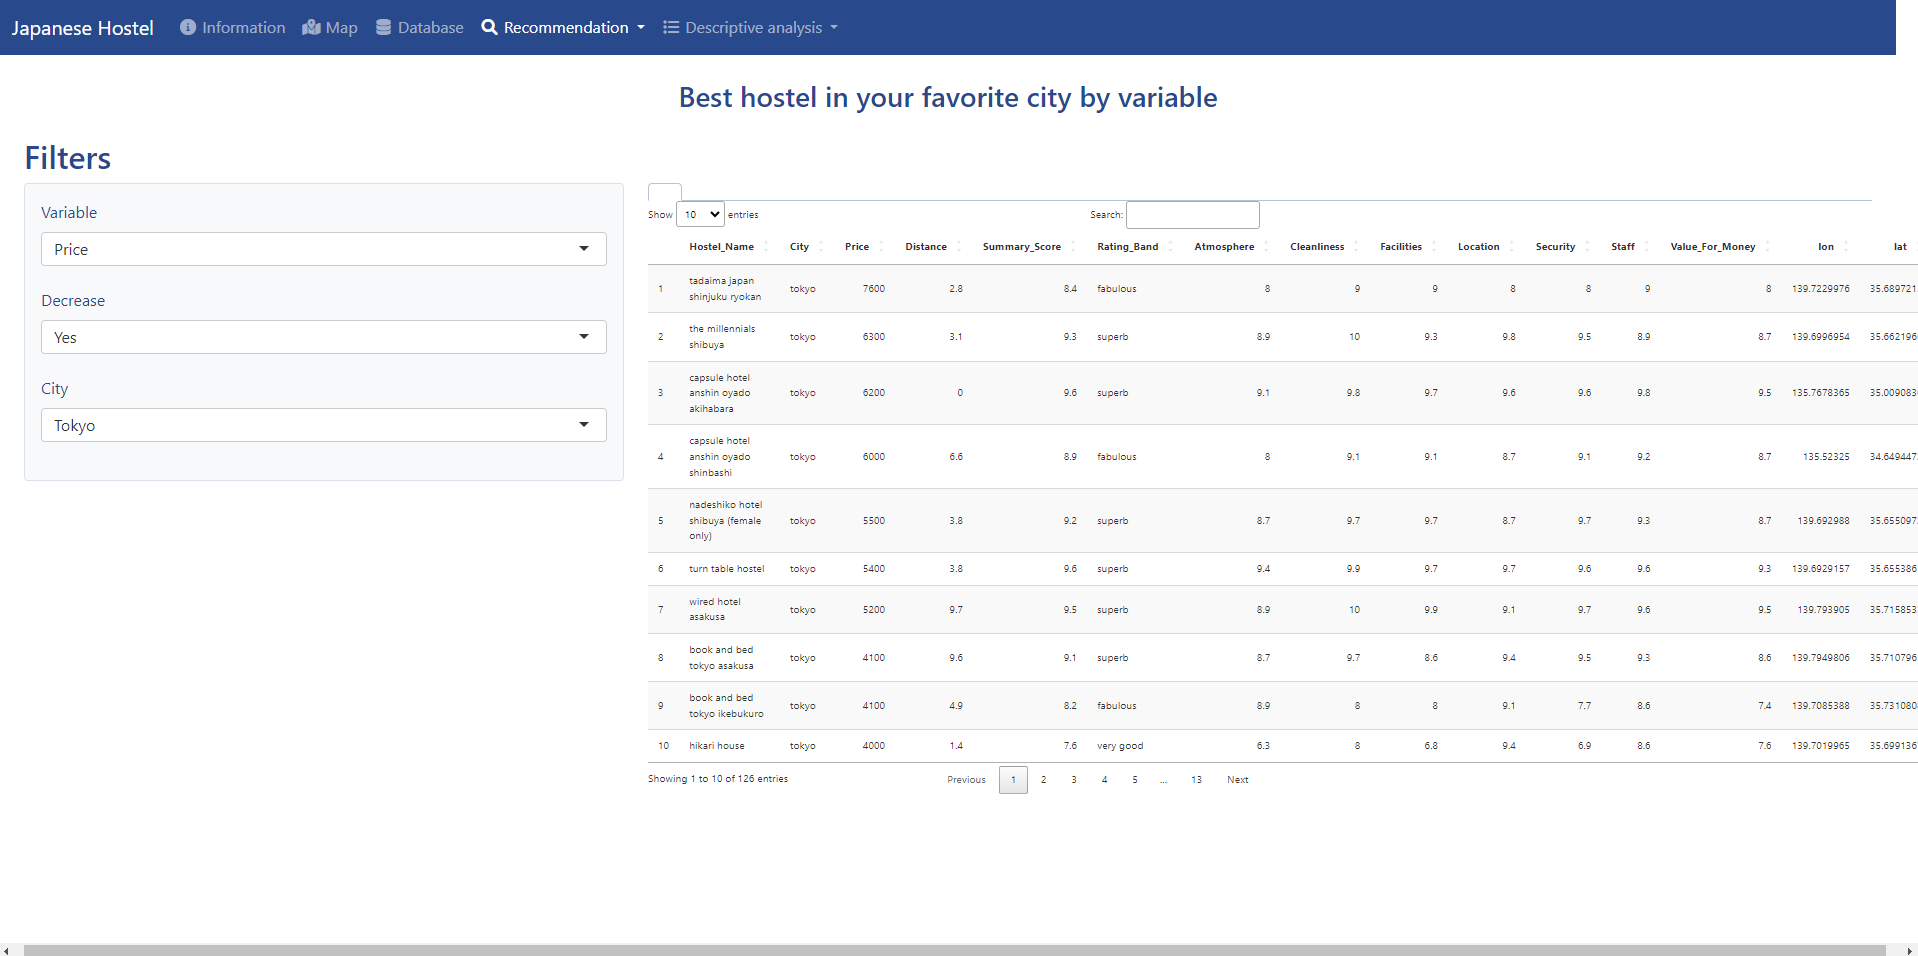 Japanese Hostel Information Map Database Recommendation Descriptive analysis
Best hostel in your favorite city by variable
Filters
Variable
Price
Decrease
Yes
City
Tokyo
Show 10 entries Search:
Hostel_Name City Price Distance Summary_Score Rating_Band Atmosphere Cleanliness Facilities Location Security Staff Value_For_Money lon lat
1 tadaima japan shinjuku ryokan tokyo 7600 2.8 8.4 fabulous 8 9 9 8 8 9 8 139.7229976 35.689721
2 the millennials shibuya tokyo 6300 3.1 9.3 superb 8.9 10 9.3 9.8 9.5 8.9 8.7 139.6996954 35.662196
3 capsule hotel anshin oyado akihabara tokyo 6200 0 9.6 superb 9.1 9.8 9.7 9.6 9.6 9.8 9.5 135.7678365 35.009083
4 capsule hotel anshin oyado shinbashi tokyo 6000 6.6 8.9 fabulous 8 9.1 9.1 8.7 9.1 9.2 8.7 135.52325 34.649447
5 nadeshiko hotel shibuya (female only) tokyo 5500 3.8 9.2 superb 8.7 9.7 9.7 8.7 9.7 9.3 8.7 139.692988 35.655097
6 turn table hostel tokyo 5400 3.8 9.6 superb 9.4 9.9 9.7 9.7 9.6 9.6 9.3 139.6929157 35.655386
7 wired hotel asakusa tokyo 5200 9.7 9.5 superb 8.9 10 9.9 9.1 9.7 9.6 9.5 139.793905 35.715853
8 book and bed tokyo asakusa tokyo 4100 9.6 9.1 superb 8.7 9.7 8.6 9.4 9.5 9.3 8.6 139.7949806 35.710796
9 book and bed tokyo ikebukuro tokyo 4100 4.9 8.2 fabulous 8.9 8 8 9.1 7.7 8.6 7.4 139.7085388 35.731080
10 hikari house tokyo 4000 1.4 7.6 very good 6.3 8 6.8 9.4 6.9 8.6 7.6 139.7019965 35.699136
Showing 1 to 10 of 126 entries Previous 1 2 3 4 5 ... 13 Next